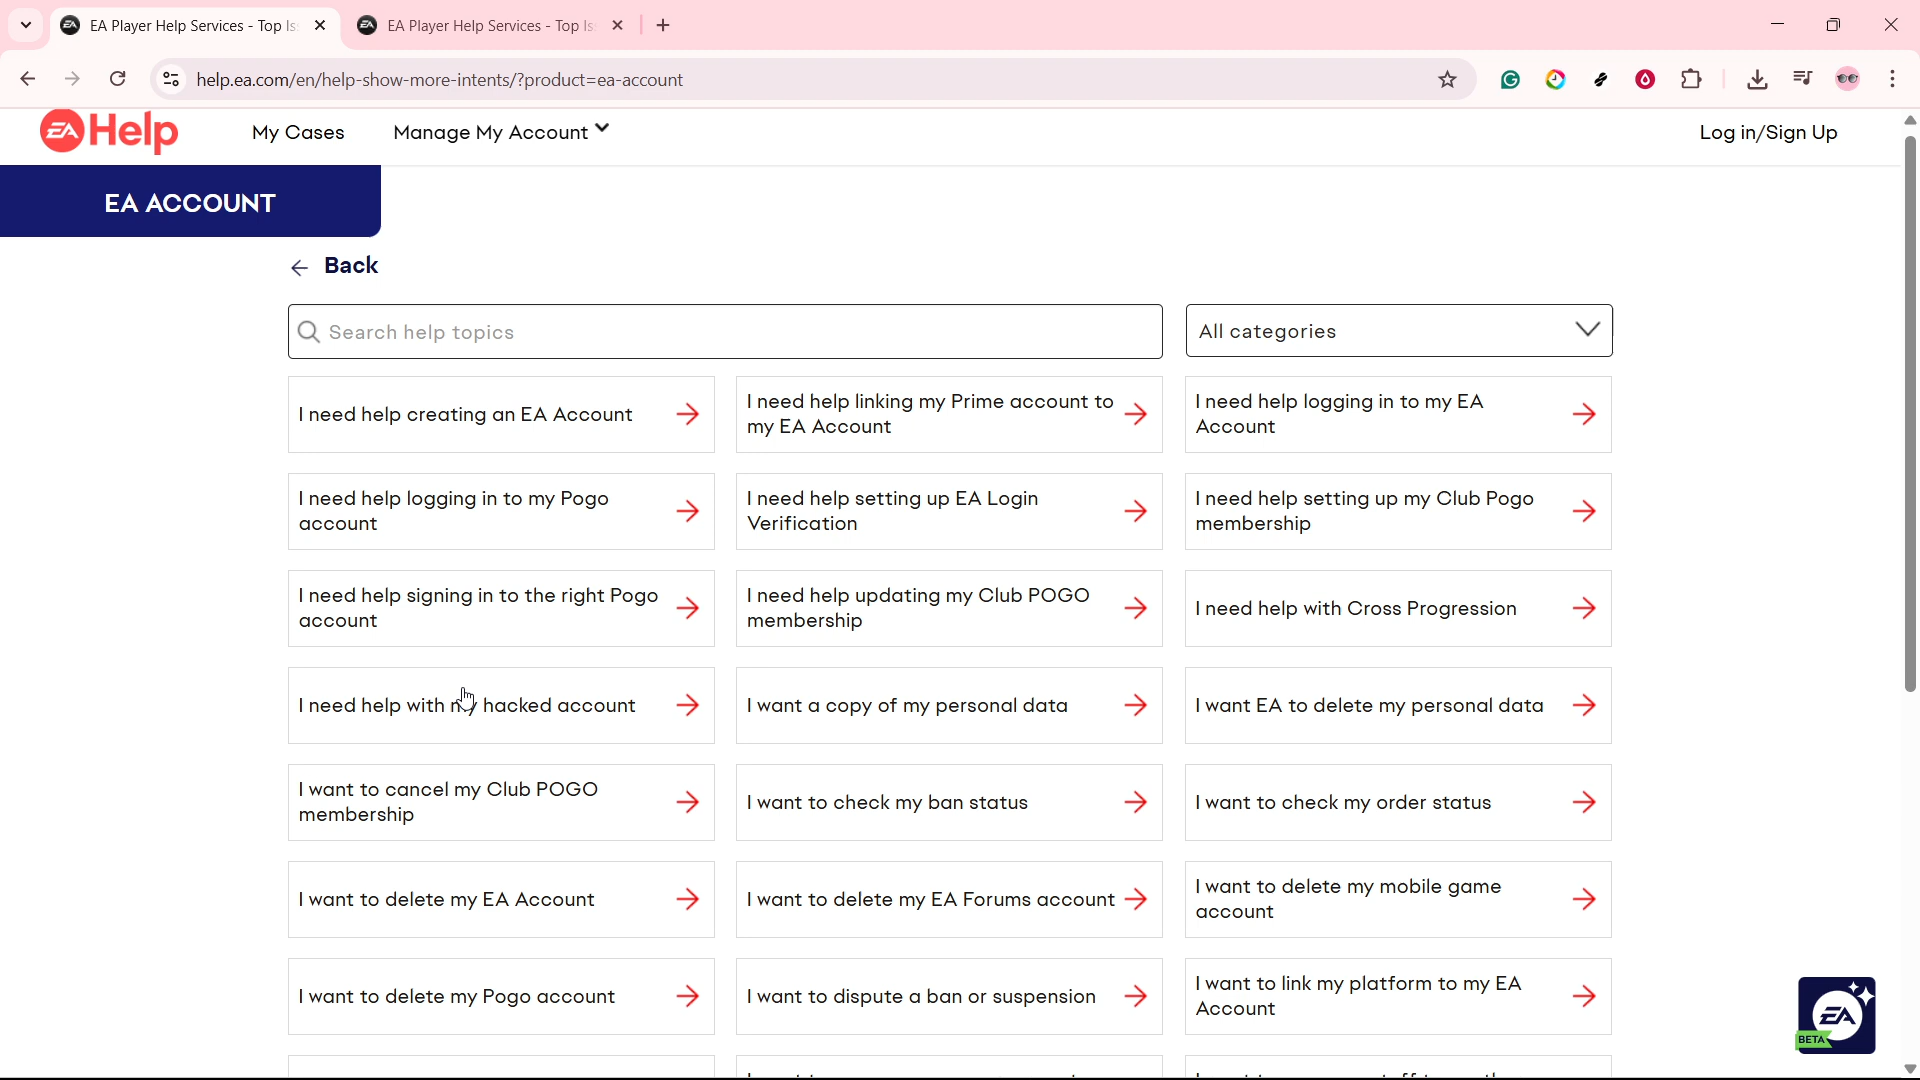 EA Player Help Services - Top Is
EA Player Help Services - Top Is
help.ea.com/en/help-show-more-intents/?product=ea-account
EA Help
My Cases
Manage My Account
Log in/Sign Up
EA ACCOUNT
Back
Search help topics
All categories
I need help creating an EA Account
I need help linking my Prime account to
my EA Account
I need help logging in to my EA
Account
I need help logging in to my Pogo
account
I need help setting up EA Login
Verification
I need help setting up my Club Pogo
membership
I need help signing in to the right Pogo
account
I need help updating my Club POGO
membership
I need help with Cross Progression
I need help with my hacked account
I want a copy of my personal data
I want EA to delete my personal data
I want to cancel my Club POGO
membership
I want to check my ban status
I want to check my order status
I want to delete my EA Account
I want to delete my EA Forums account
I want to delete my mobile game
account
I want to delete my Pogo account
I want to dispute a ban or suspension
I want to link my platform to my EA
Account
EA
BETA